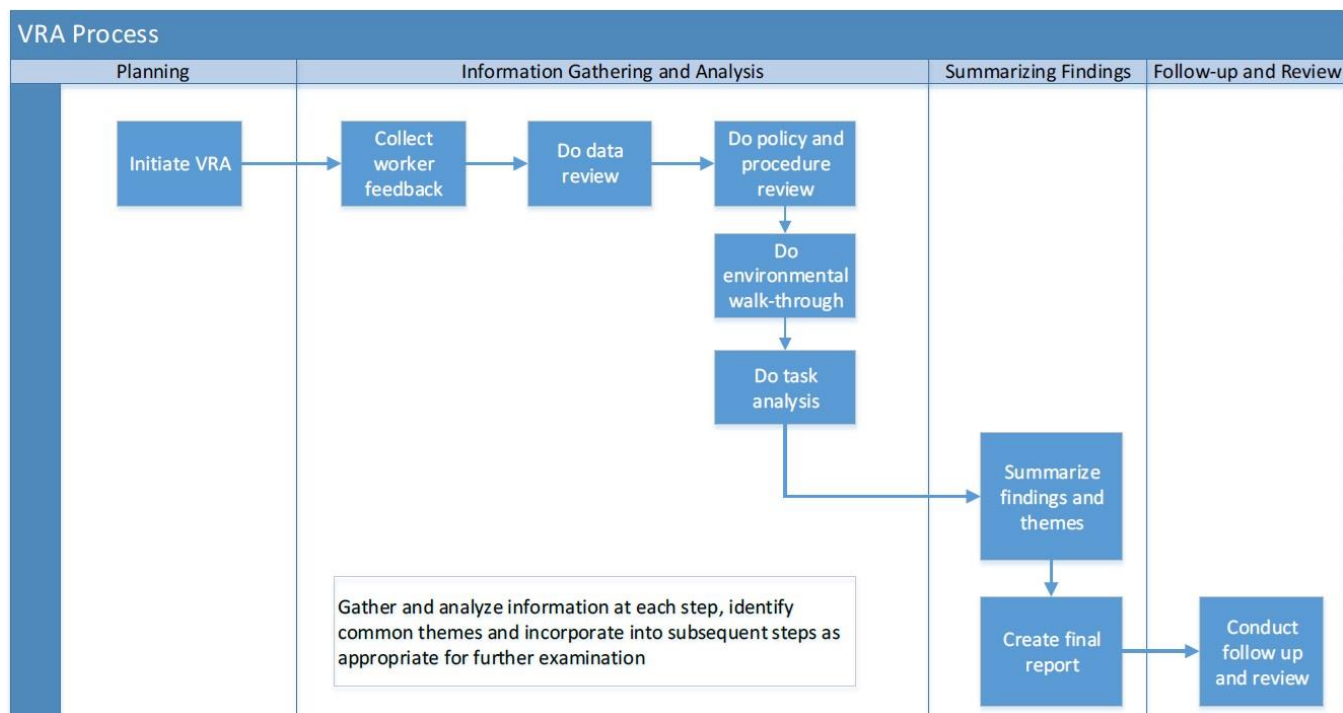 VRA Process
Planning
Information Gathering and Analysis
Summarizing Findings
Follow-up and Review
Initiate VRA
Collect
worker
feedback
Do data
review
Do policy and
procedure
review
Do
environmental
walk-through
Do task
analysis
Summarize
findings and
themes
Gather and analyze information at each step, identify
common themes and incorporate into subsequent steps as
appropriate for further examination
Create final
report
Conduct
follow up
and review